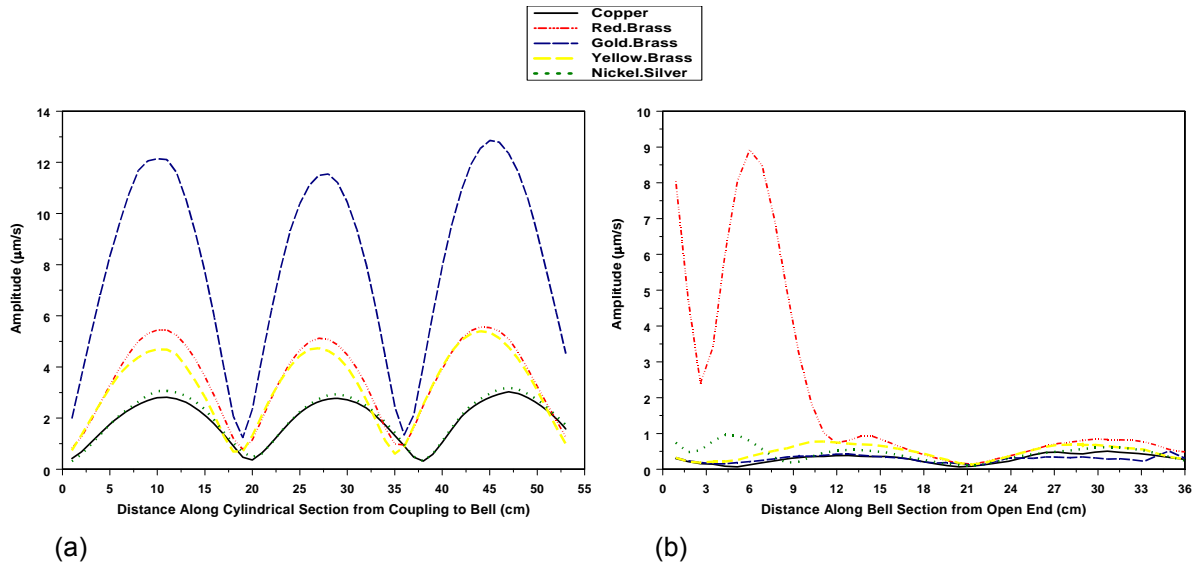 Copper
Red.Brass
Gold.Brass
Yellow.Brass
Nickel.Silver
14
12
10
8
6
4
2
0
Amplitude (μm/s)
0 5 10 15 20 25 30 35 40 45 50 55
Distance Along Cylindrical Section from Coupling to Bell (cm)
(a)
10
9
8
7
6
5
4
3
2
1
0
Amplitude (μm/s)
0 3 6 9 12 15 18 21 24 27 30 33 36
Distance Along Bell Section from Open End (cm)
(b)